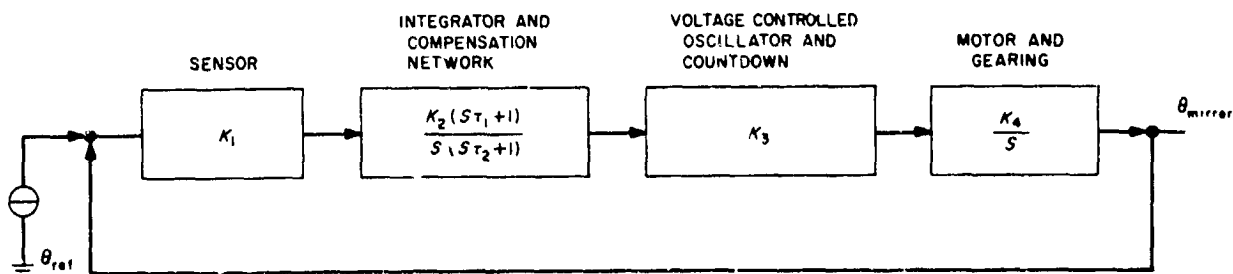 SENSOR
INTEGRATOR AND
COMPENSATION
NETWORK
VOLTAGE CONTROLLED
OSCILLATOR AND
COUNTDOWN
MOTOR AND
GEARING
K₁
K₂ (Sτ₁+1)
S (Sτ₂+1)
K₃
K₄
S
θmirror
θref